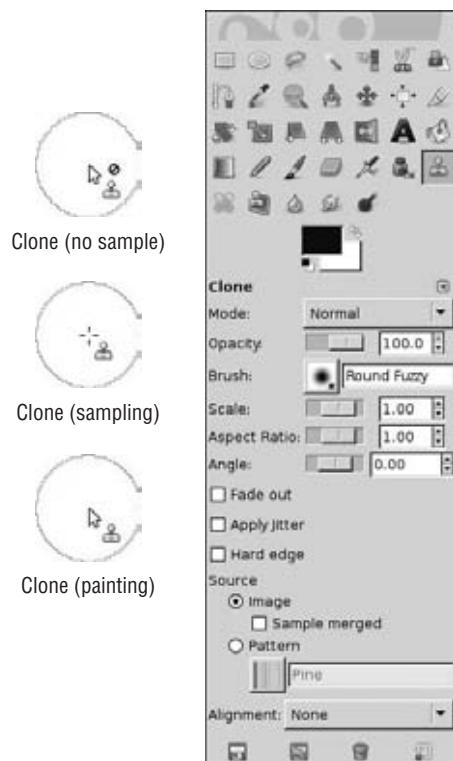 Clone (no sample)
Clone (sampling)
Clone (painting)
Clone
Mode: Normal
Opacity: 100.0
Brush: Round Fuzzy
Scale: 1.00
Aspect Ratio: 1.00
Angle: 0.00
Fade out
Apply Jitter
Hard edge
Source
Image
Sample merged
Pattern
Pine
Alignment: None